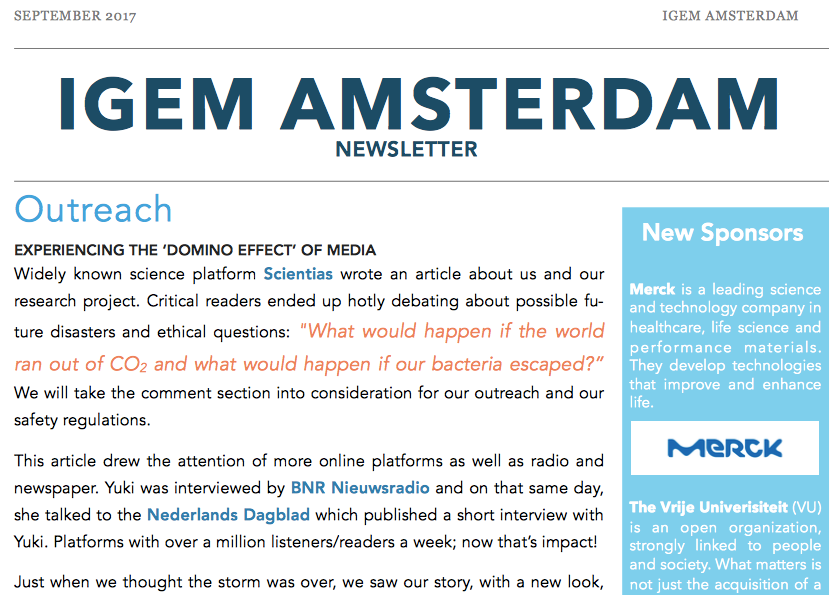 SEPTEMBER 2017
IGEM AMSTERDAM
IGEM AMSTERDAM
NEWSLETTER
Outreach
EXPERIENCING THE ‘DOMINO EFFECT’ OF MEDIA
Widely known science platform Scientias wrote an article about us and our
research project. Critical readers ended up hotly debating about possible fu-
ture disasters and ethical questions: "What would happen if the world
ran out of CO₂ and what would happen if our bacteria escaped?”
We will take the comment section into consideration for our outreach and our
safety regulations.
This article drew the attention of more online platforms as well as radio and
newspaper. Yuki was interviewed by BNR Nieuwsradio and on that same day,
she talked to the Nederlands Dagblad which published a short interview with
Yuki. Platforms with over a million listeners/readers a week; now that’s impact!
Just when we thought the storm was over, we saw our story, with a new look,
New Sponsors
Merck is a leading science
and technology company in
healthcare, life science and
performance materials.
They develop technologies
that improve and enhance
life.
MERCK
The Vrije Univerisiteit (VU)
is an open organization,
strongly linked to people
and society. What matters is
not just the acquisition of a